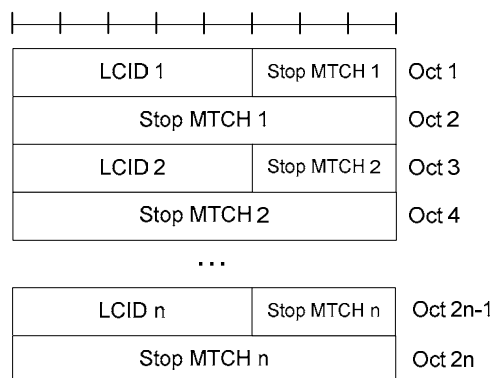 LCID 1 Stop MTCH 1 Oct 1
Stop MTCH 1 Oct 2
LCID 2 Stop MTCH 2 Oct 3
Stop MTCH 2 Oct 4
...
LCID n Stop MTCH n Oct 2n-1
Stop MTCH n Oct 2n